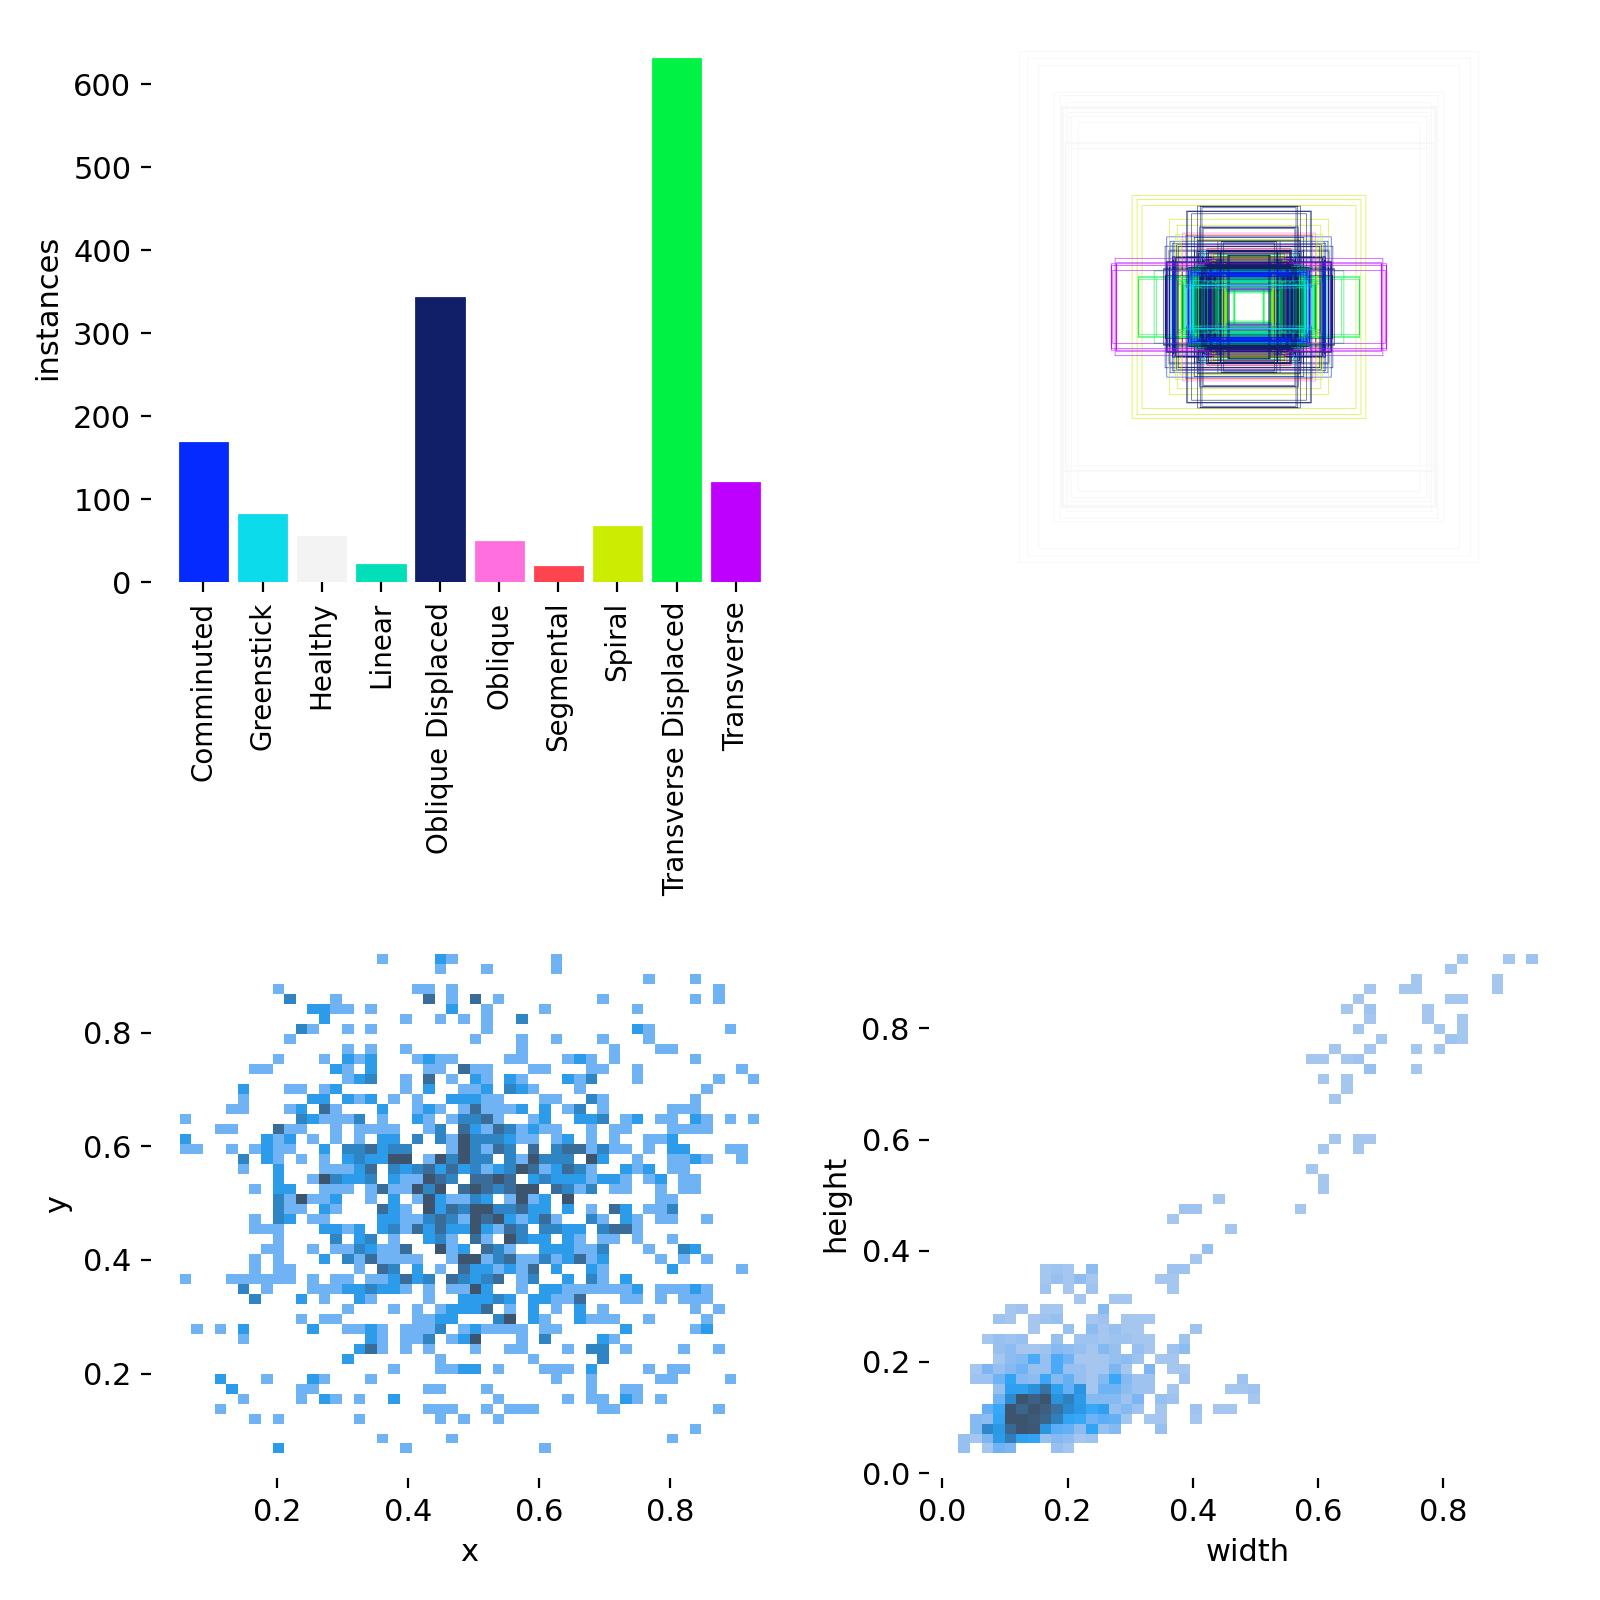 600
500
400
300
200
100
0
instances
Comminuted
Greenstick
Healthy
Linear
Oblique Displaced
Oblique
Segmental
Spiral
Transverse Displaced
Transverse
0.8
0.6
0.4
0.2
y
0.2 0.4 0.6 0.8
x
0.8
0.6
0.4
0.2
0.0
height
0.0 0.2 0.4 0.6 0.8
width